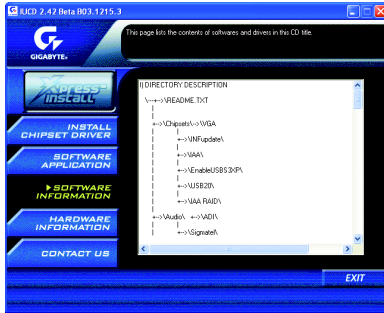 IUCD 2.42 Beta B03.1215.3
This page lists the contents of softwares and drivers in this CD title.
GIGABYTE™
Xpress™
INSTALL
INSTALL
CHIPSET DRIVER
SOFTWARE
APPLICATION
SOFTWARE
INFORMATION
HARDWARE
INFORMATION
CONTACT US
I) DIRECTORY DESCRIPTION
\--+-->\README.TXT
|
+-->\Chipsets\-->\VGA
| +-->\INFupdate\
| +-->\IAA\
| +-->\EnableUSBS3XP\
| +-->\USB20\
| +-->\IAA RAID\
+-->\Audio\ +-->\ADI\
| +-->\Sigmatel\
EXIT